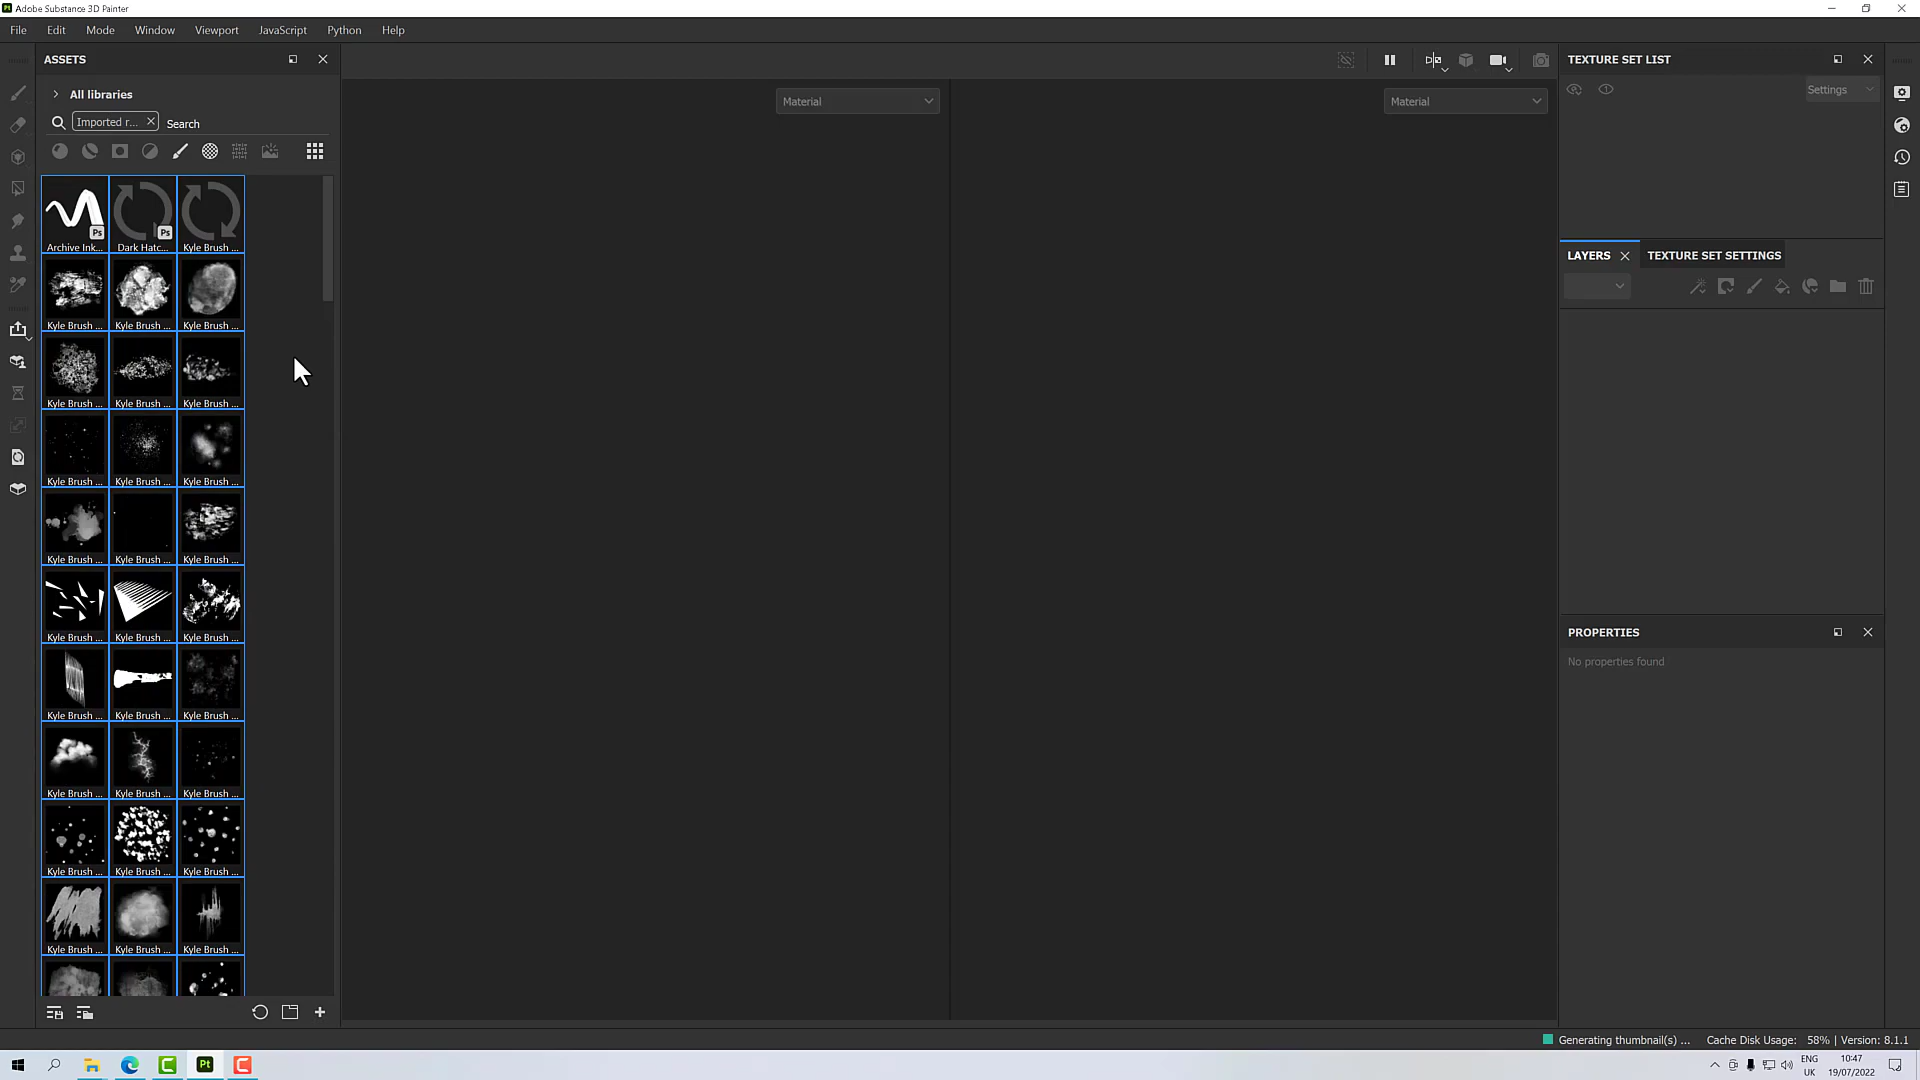 Adobe Substance 3D Painter
File Edit Mode Window Viewport JavaScript Python Help
ASSETS
All libraries
Imported r... Search
Archive Ink... Dark Hatc... Kyle Brush ...
Kyle Brush ... Kyle Brush ... Kyle Brush ...
Kyle Brush ... Kyle Brush ... Kyle Brush ...
Kyle Brush ... Kyle Brush ... Kyle Brush ...
Kyle Brush ... Kyle Brush ... Kyle Brush ...
Kyle Brush ... Kyle Brush ... Kyle Brush ...
Kyle Brush ... Kyle Brush ... Kyle Brush ...
Kyle Brush ... Kyle Brush ... Kyle Brush ...
Kyle Brush ... Kyle Brush ... Kyle Brush ...
Kyle Brush ... Kyle Brush ... Kyle Brush ...
Material
Material
TEXTURE SET LIST
Settings
LAYERS TEXTURE SET SETTINGS
PROPERTIES
No properties found
Generating thumbnail(s) ... Cache Disk Usage: 58% | Version: 8.1.1
ENG
UK
10:47
19/07/2022